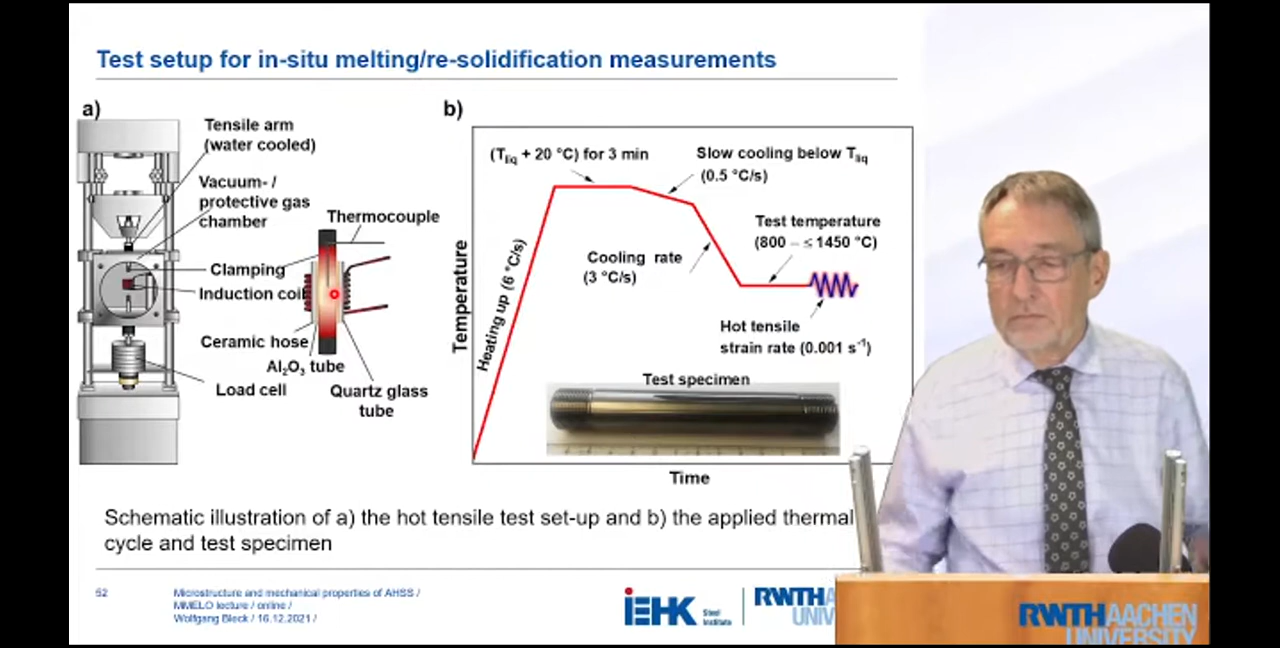 Test setup for in-situ melting/re-solidification measurements
a)
Tensile arm
(water cooled)
Vacuum- /
protective gas
chamber
Thermocouple
Clamping
Induction coil
Ceramic hose
Al₂O₃ tube
Load cell
Quartz glass
tube
b)
(Tliq + 20 °C) for 3 min
Slow cooling below Tliq
(0.5 °C/s)
Test temperature
(800 – ≤ 1450 °C)
Cooling rate
(3 °C/s)
Heating up (6 °C/s)
Temperature
Hot tensile
strain rate (0.001 s⁻¹)
Test specimen
Time
Schematic illustration of a) the hot tensile test set-up and b) the applied thermal
cycle and test specimen
52
Microstructure and mechanical properties of AHSS /
MMELO lecture / online /
Wolfgang Bleck / 16.12.2021 /
iEHK Steel
Institute
RWTHA
UNIV
RWTHAACHEN
UNIVERSITY